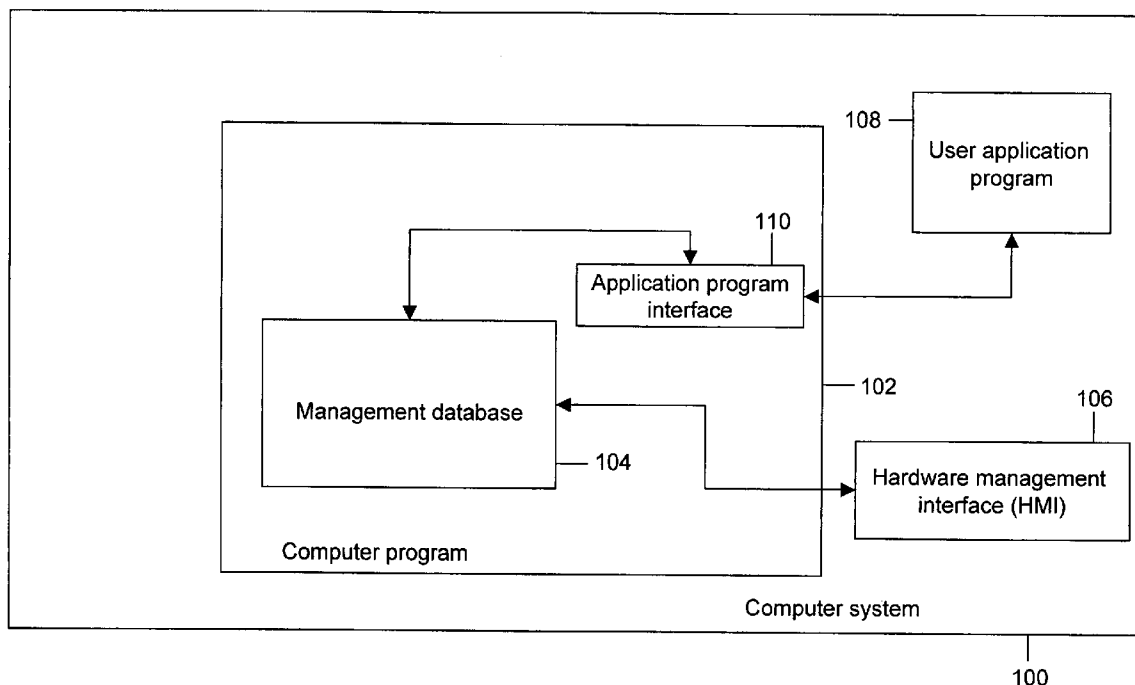 108
User application
program
110
Application program
interface
102
Management database
106
104
Hardware management
interface (HMI)
Computer program
Computer system
100